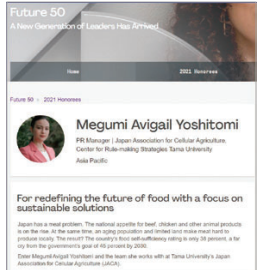 Future 50
A New Generation of Leaders Has Arrived
Home 2021 Honorees
Future 50 > 2021 Honorees
Megumi Avigail Yoshitomi
PR Manager | Japan Association for Cellular Agriculture,
Center for Rule-making Strategies Tama University
Asia Pacific
For redefining the future of food with a focus on
sustainable solutions
Japan has a meat problem. The national appetite for beef, chicken and other animal products
is on the rise. At the same time, an aging population and limited land make meat hard to
produce locally. The result? The country's food self-sufficiency rating is only 38 percent, a far
cry from the government's goal of 45 percent by 2030.
Enter Megumi Avigail Yoshitomi and the team she works with at Tama University's Japan
Association for Cellular Agriculture (JACA).